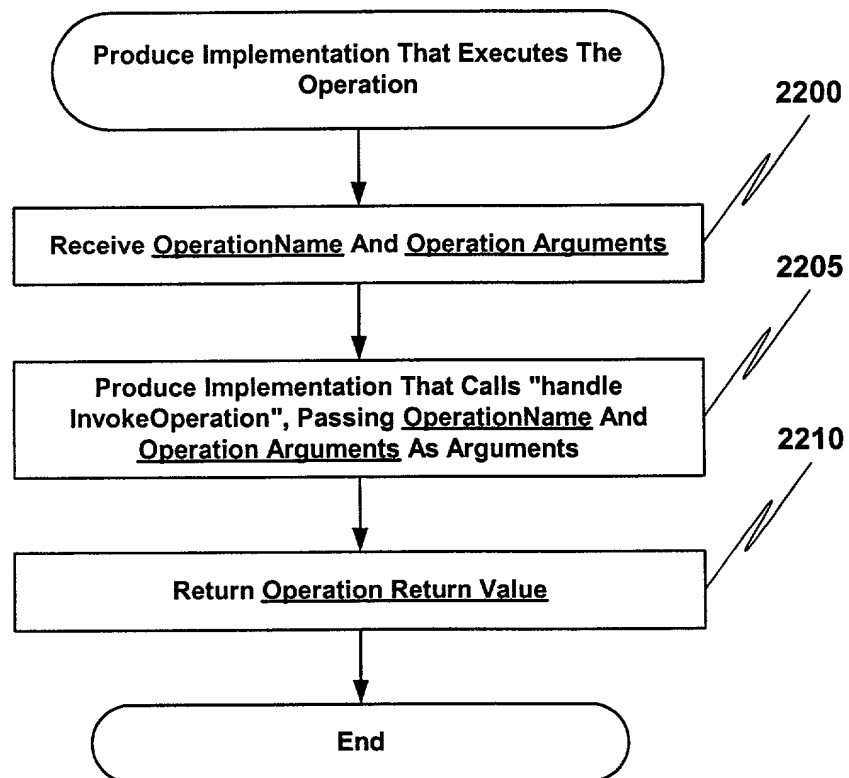 Produce Implementation That Executes The
Operation
2200
Receive OperationName And Operation Arguments
2205
Produce Implementation That Calls "handle
InvokeOperation", Passing OperationName And
Operation Arguments As Arguments
2210
Return Operation Return Value
End